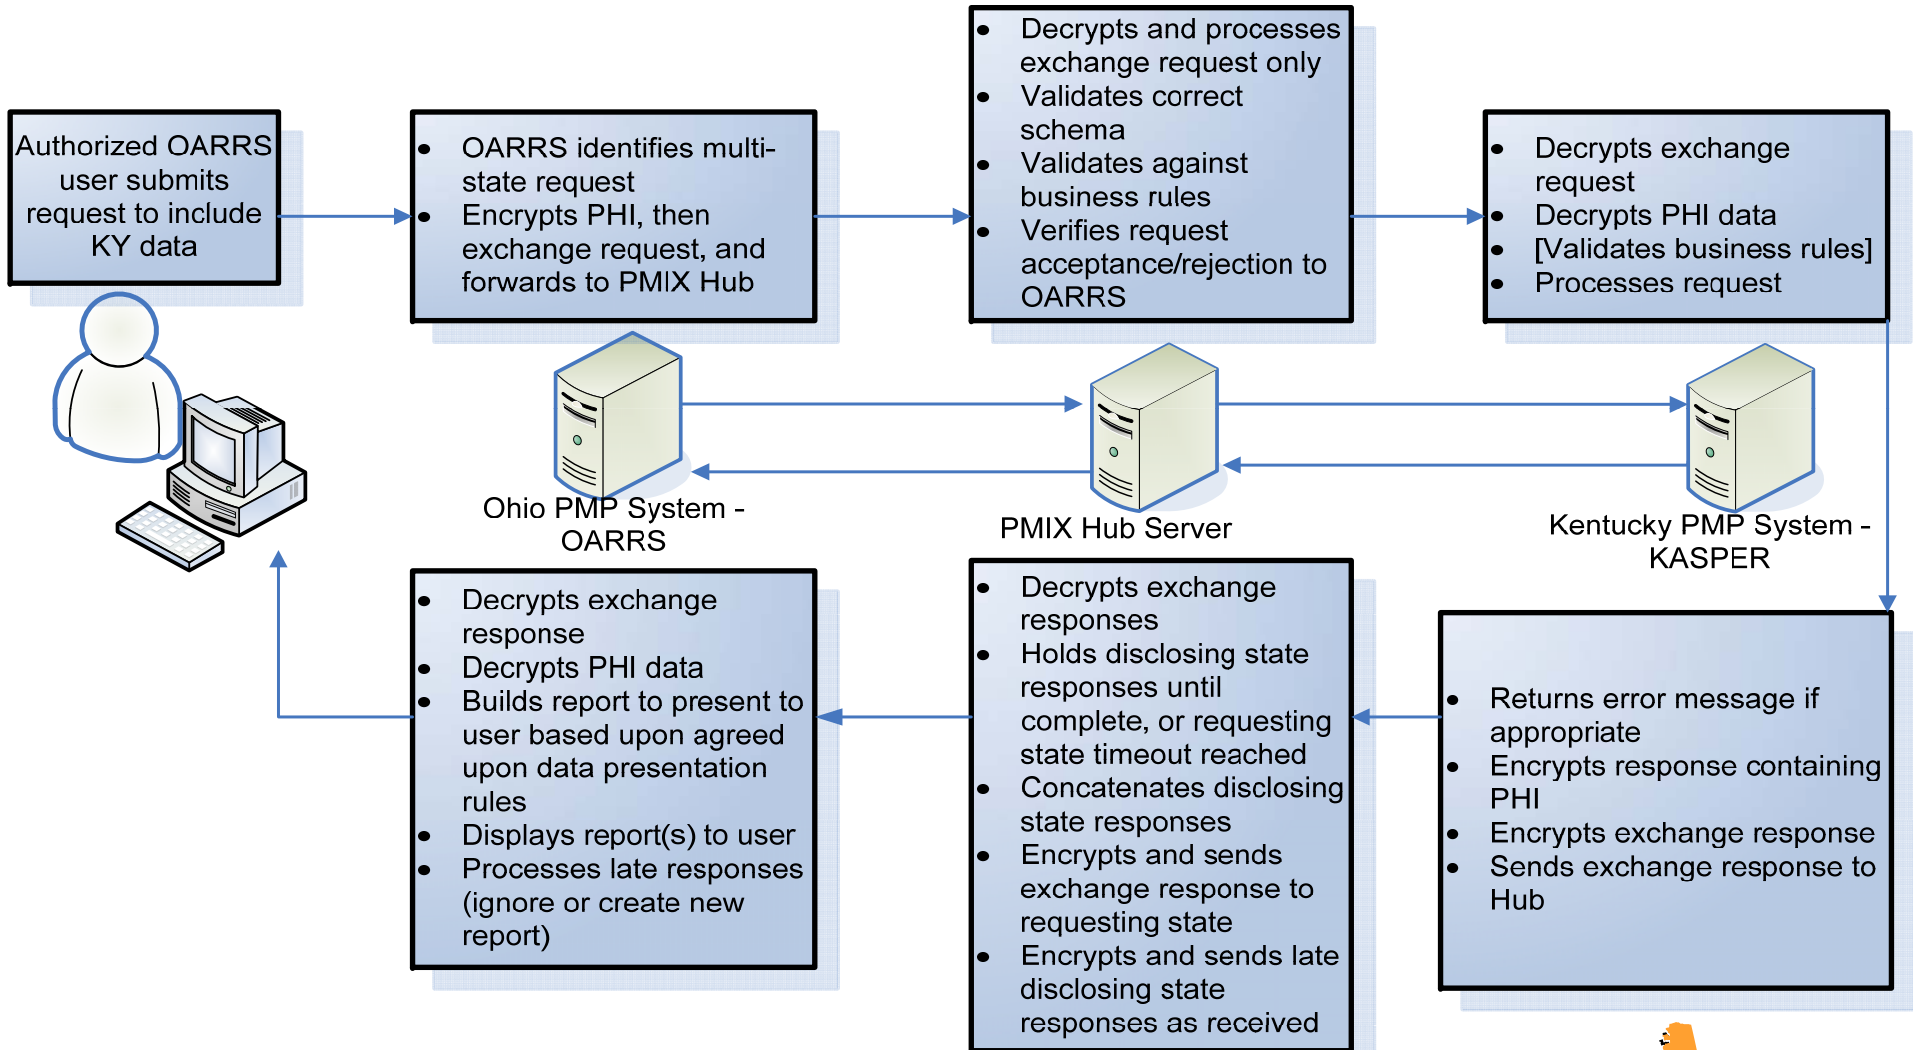 Authorized OARRS
user submits
request to include
KY data
• OARRS identifies multi-
state request
• Encrypts PHI, then
exchange request, and
forwards to PMIX Hub
• Decrypts and processes
exchange request only
• Validates correct
schema
• Validates against
business rules
• Verifies request
acceptance/rejection to
OARRS
• Decrypts exchange
request
• Decrypts PHI data
• [Validates business rules]
• Processes request
Ohio PMP System -
OARRS
PMIX Hub Server
Kentucky PMP System -
KASPER
• Decrypts exchange
response
• Decrypts PHI data
• Builds report to present to
user based upon agreed
upon data presentation
rules
• Displays report(s) to user
• Processes late responses
(ignore or create new
report)
• Decrypts exchange
responses
• Holds disclosing state
responses until
complete, or requesting
state timeout reached
• Concatenates disclosing
state responses
• Encrypts and sends
exchange response to
requesting state
• Encrypts and sends late
disclosing state
responses as received
• Returns error message if
appropriate
• Encrypts response containing
PHI
• Encrypts exchange response
• Sends exchange response to
Hub